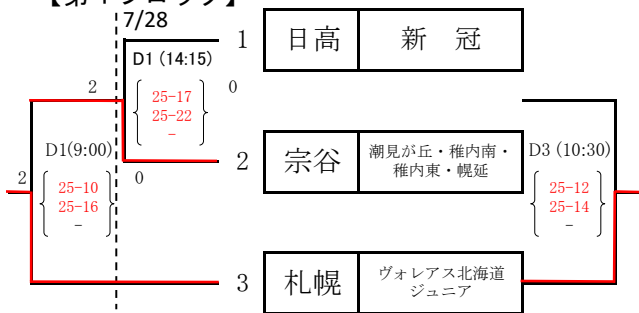 7/28
1 日高 新 冠
D1 (14:15)
2
0
25-17
25-22
-
D1(9:00)
2 宗谷 潮見が丘・稚内南・
稚内東・幌延
D3 (10:30)
2
0
25-10
25-16
-
25-12
25-14
-
3 札幌 ヴォレアス北海道
ジュニア